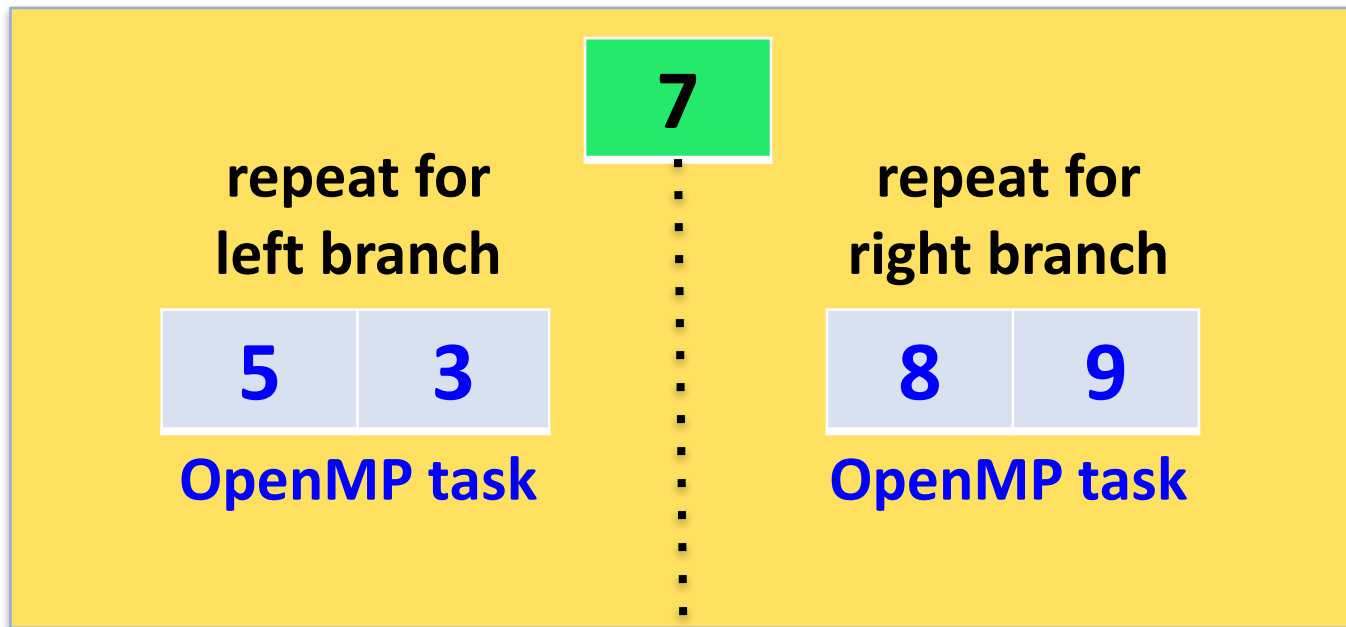 7
repeat for
left branch
5 3
OpenMP task
repeat for
right branch
8 9
OpenMP task